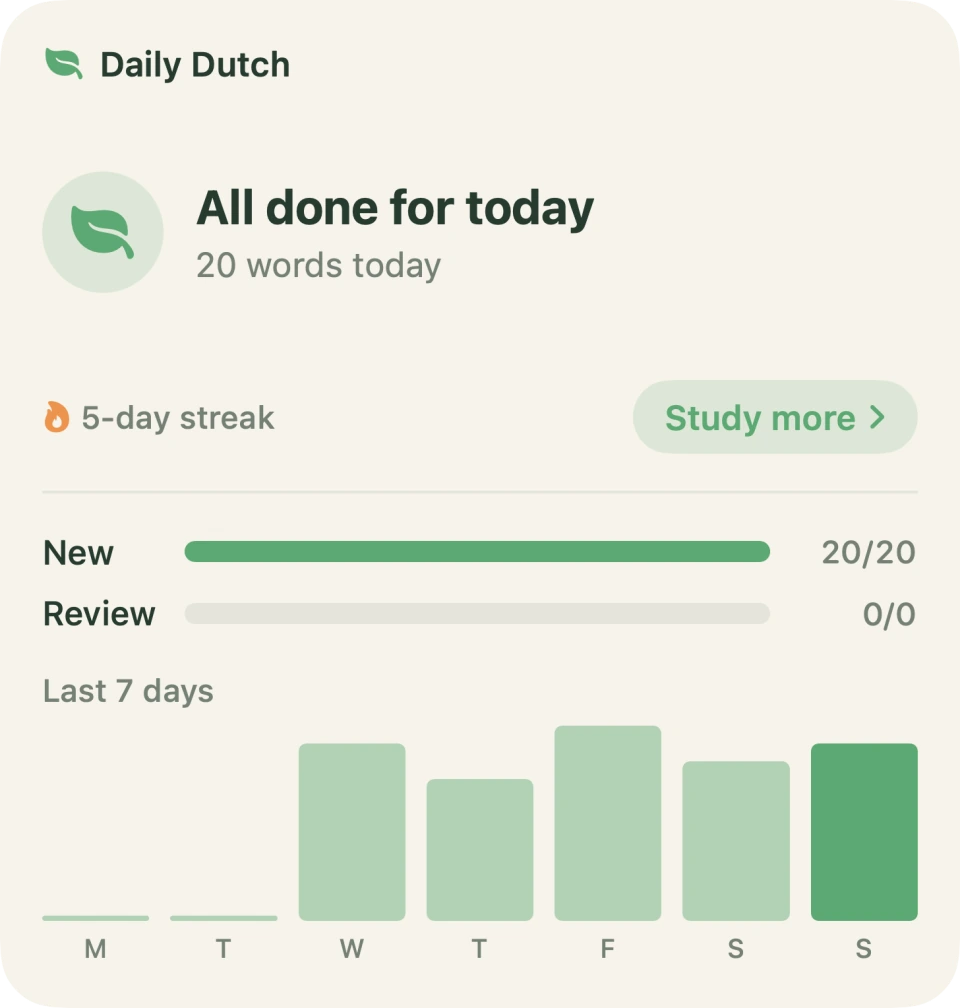 Daily Dutch
All done for today
20 words today
5-day streak
Study more
New 20/20
Review 0/0
Last 7 days
M T W T F S S